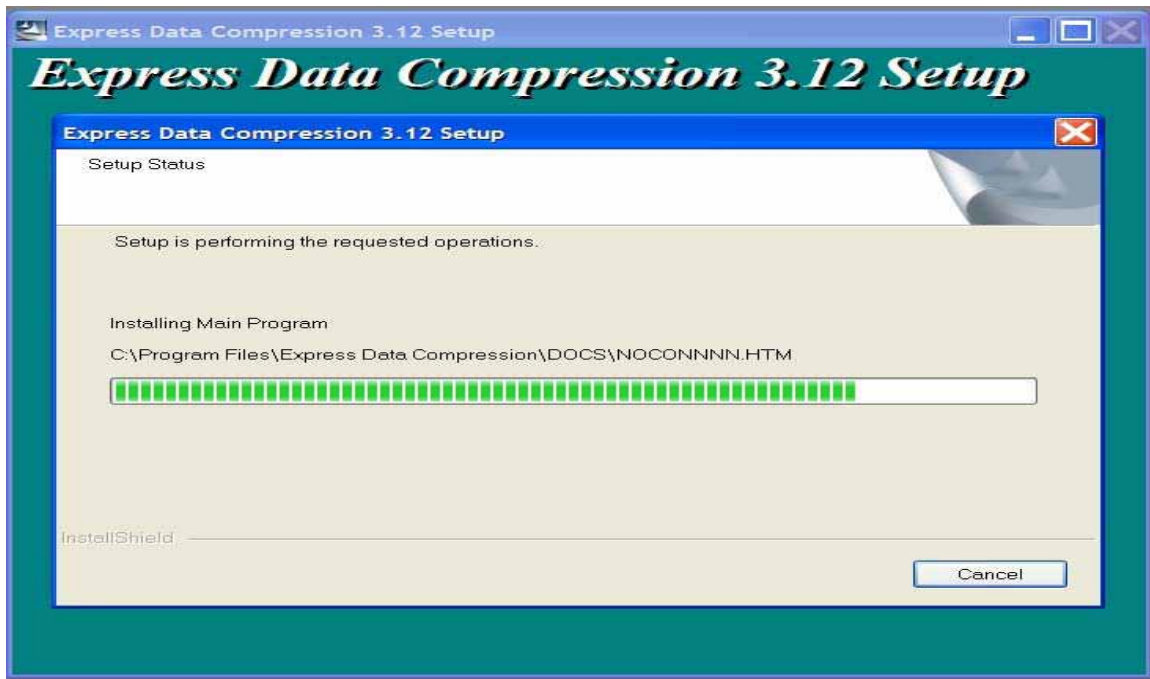 Express Data Compression 3.12 Setup
Express Data Compression 3.12 Setup
Express Data Compression 3.12 Setup
Setup Status
Setup is performing the requested operations.
Installing Main Program
C:\Program Files\Express Data Compression\DOCS\NOCONNNN.HTM
InstallShield
Cancel